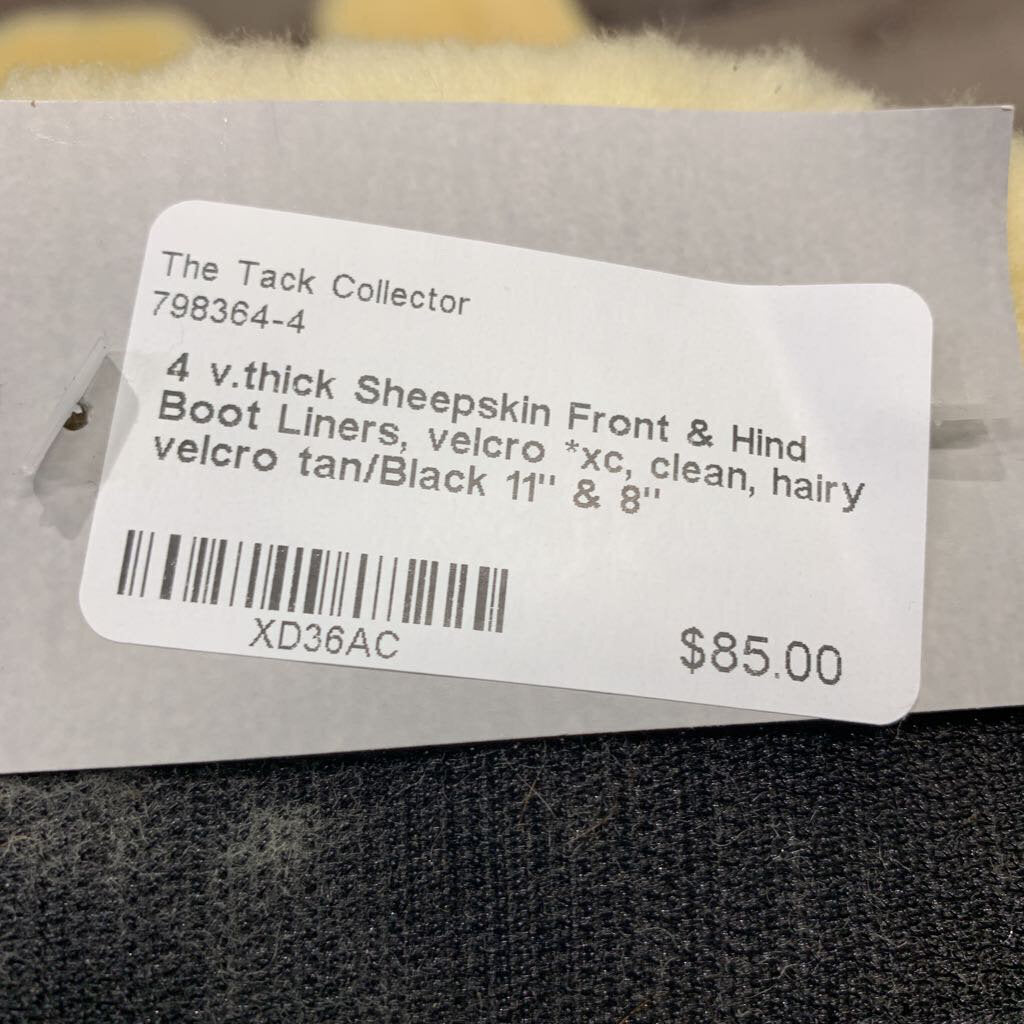 The Tack Collector
798364-4
4 v.thick Sheepskin Front & Hind
Boot Liners, velcro *xc, clean, hairy
velcro tan/Black 11" & 8"
XD36AC
$85.00